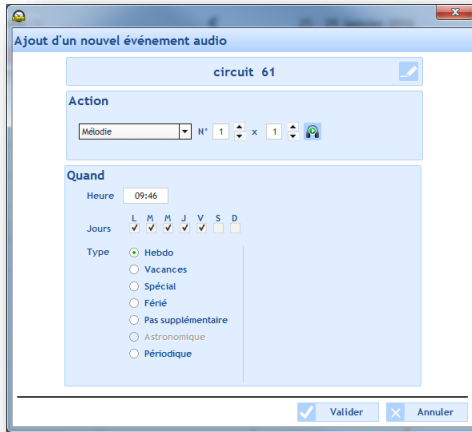 Ajout d'un nouvel événement audio
circuit 61
Action
Mélodie N° 1 x 1
Quand
Heure 09:46
L M M J V S D
Jours
Type Hebdo
Vacances
Spécial
Férié
Pas supplémentaire
Astronomique
Périodique
Valider Annuler